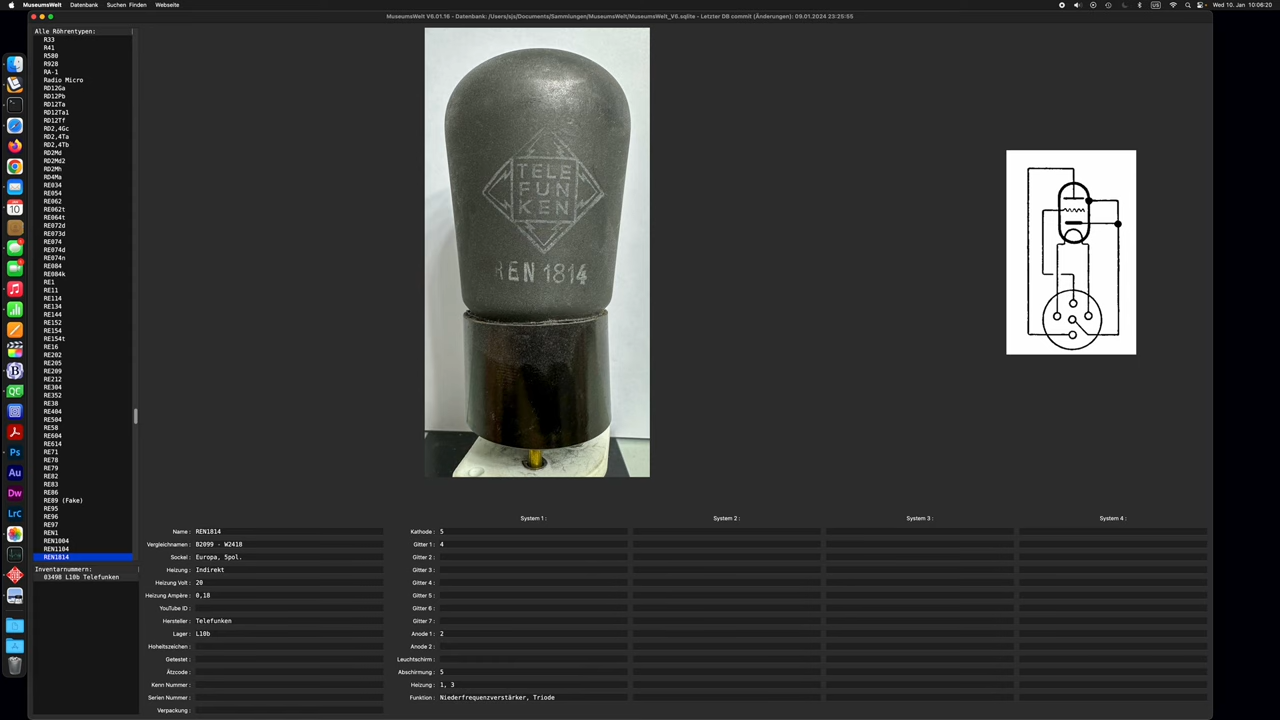 MuseumsWelt Datenbank Suchen Finden Webseite
US
Mi 10. Jan. 10:06:20
MuseumsWelt V6.01.16 - Datenbank: /Users/sjs/Documents/Sammlungen/MuseumsWelt/MuseumsWelt_V6.sqlite - Letzter DB commit (Änderungen): 09.01.2024 23:25:55
Alle Röhrentypen:
R33
R41
R580
R928
RA-1
Radio Micro
RD12Ga
RD12Pb
RD12Ta
RD12Ta1
RD12Tf
RD2,4Gc
RD2,4Ta
RD2,4Tb
RD2Md
RD2Md2
RD2Mh
RD4Ma
RE034
RE054
RE062
RE062t
RE064t
RE072d
RE073d
RE074
RE074d
RE074n
RE084
RE084k
RE1
RE11
RE114
RE134
RE144
RE152
RE154
RE154t
RE16
RE202
RE205
RE209
RE212
RE304
RE352
RE38
RE404
RE504
RE58
RE604
RE614
RE71
RE78
RE79
RE82
RE83
RE86
RE89 (Fake)
RE95
RE96
RE97
REN1
REN1004
REN1104
REN1814
Inventarnummern:
03498 L10b Telefunken
10
Ps
Au
Dw
LrC
QC
TELE
FUN
KEN
REN 1814
System 1 :
System 2 :
System 3 :
System 4 :
Name : REN1814
Vergleichnamen : B2099 - W2418
Sockel : Europa, 5pol.
Heizung : Indirekt
Heizung Volt : 20
Heizung Ampère : 0,18
YouTube ID :
Hersteller : Telefunken
Lager : L10b
Hoheitszeichen :
Getestet :
Ätzcode :
Kenn Nummer :
Serien Nummer :
Verpackung :
Kathode : 5
Gitter 1 : 4
Gitter 2 :
Gitter 3 :
Gitter 4 :
Gitter 5 :
Gitter 6 :
Gitter 7 :
Anode 1 : 2
Anode 2 :
Leuchtschirm :
Abschirmung : 5
Heizung : 1, 3
Funktion : Niederfrequenzverstärker, Triode